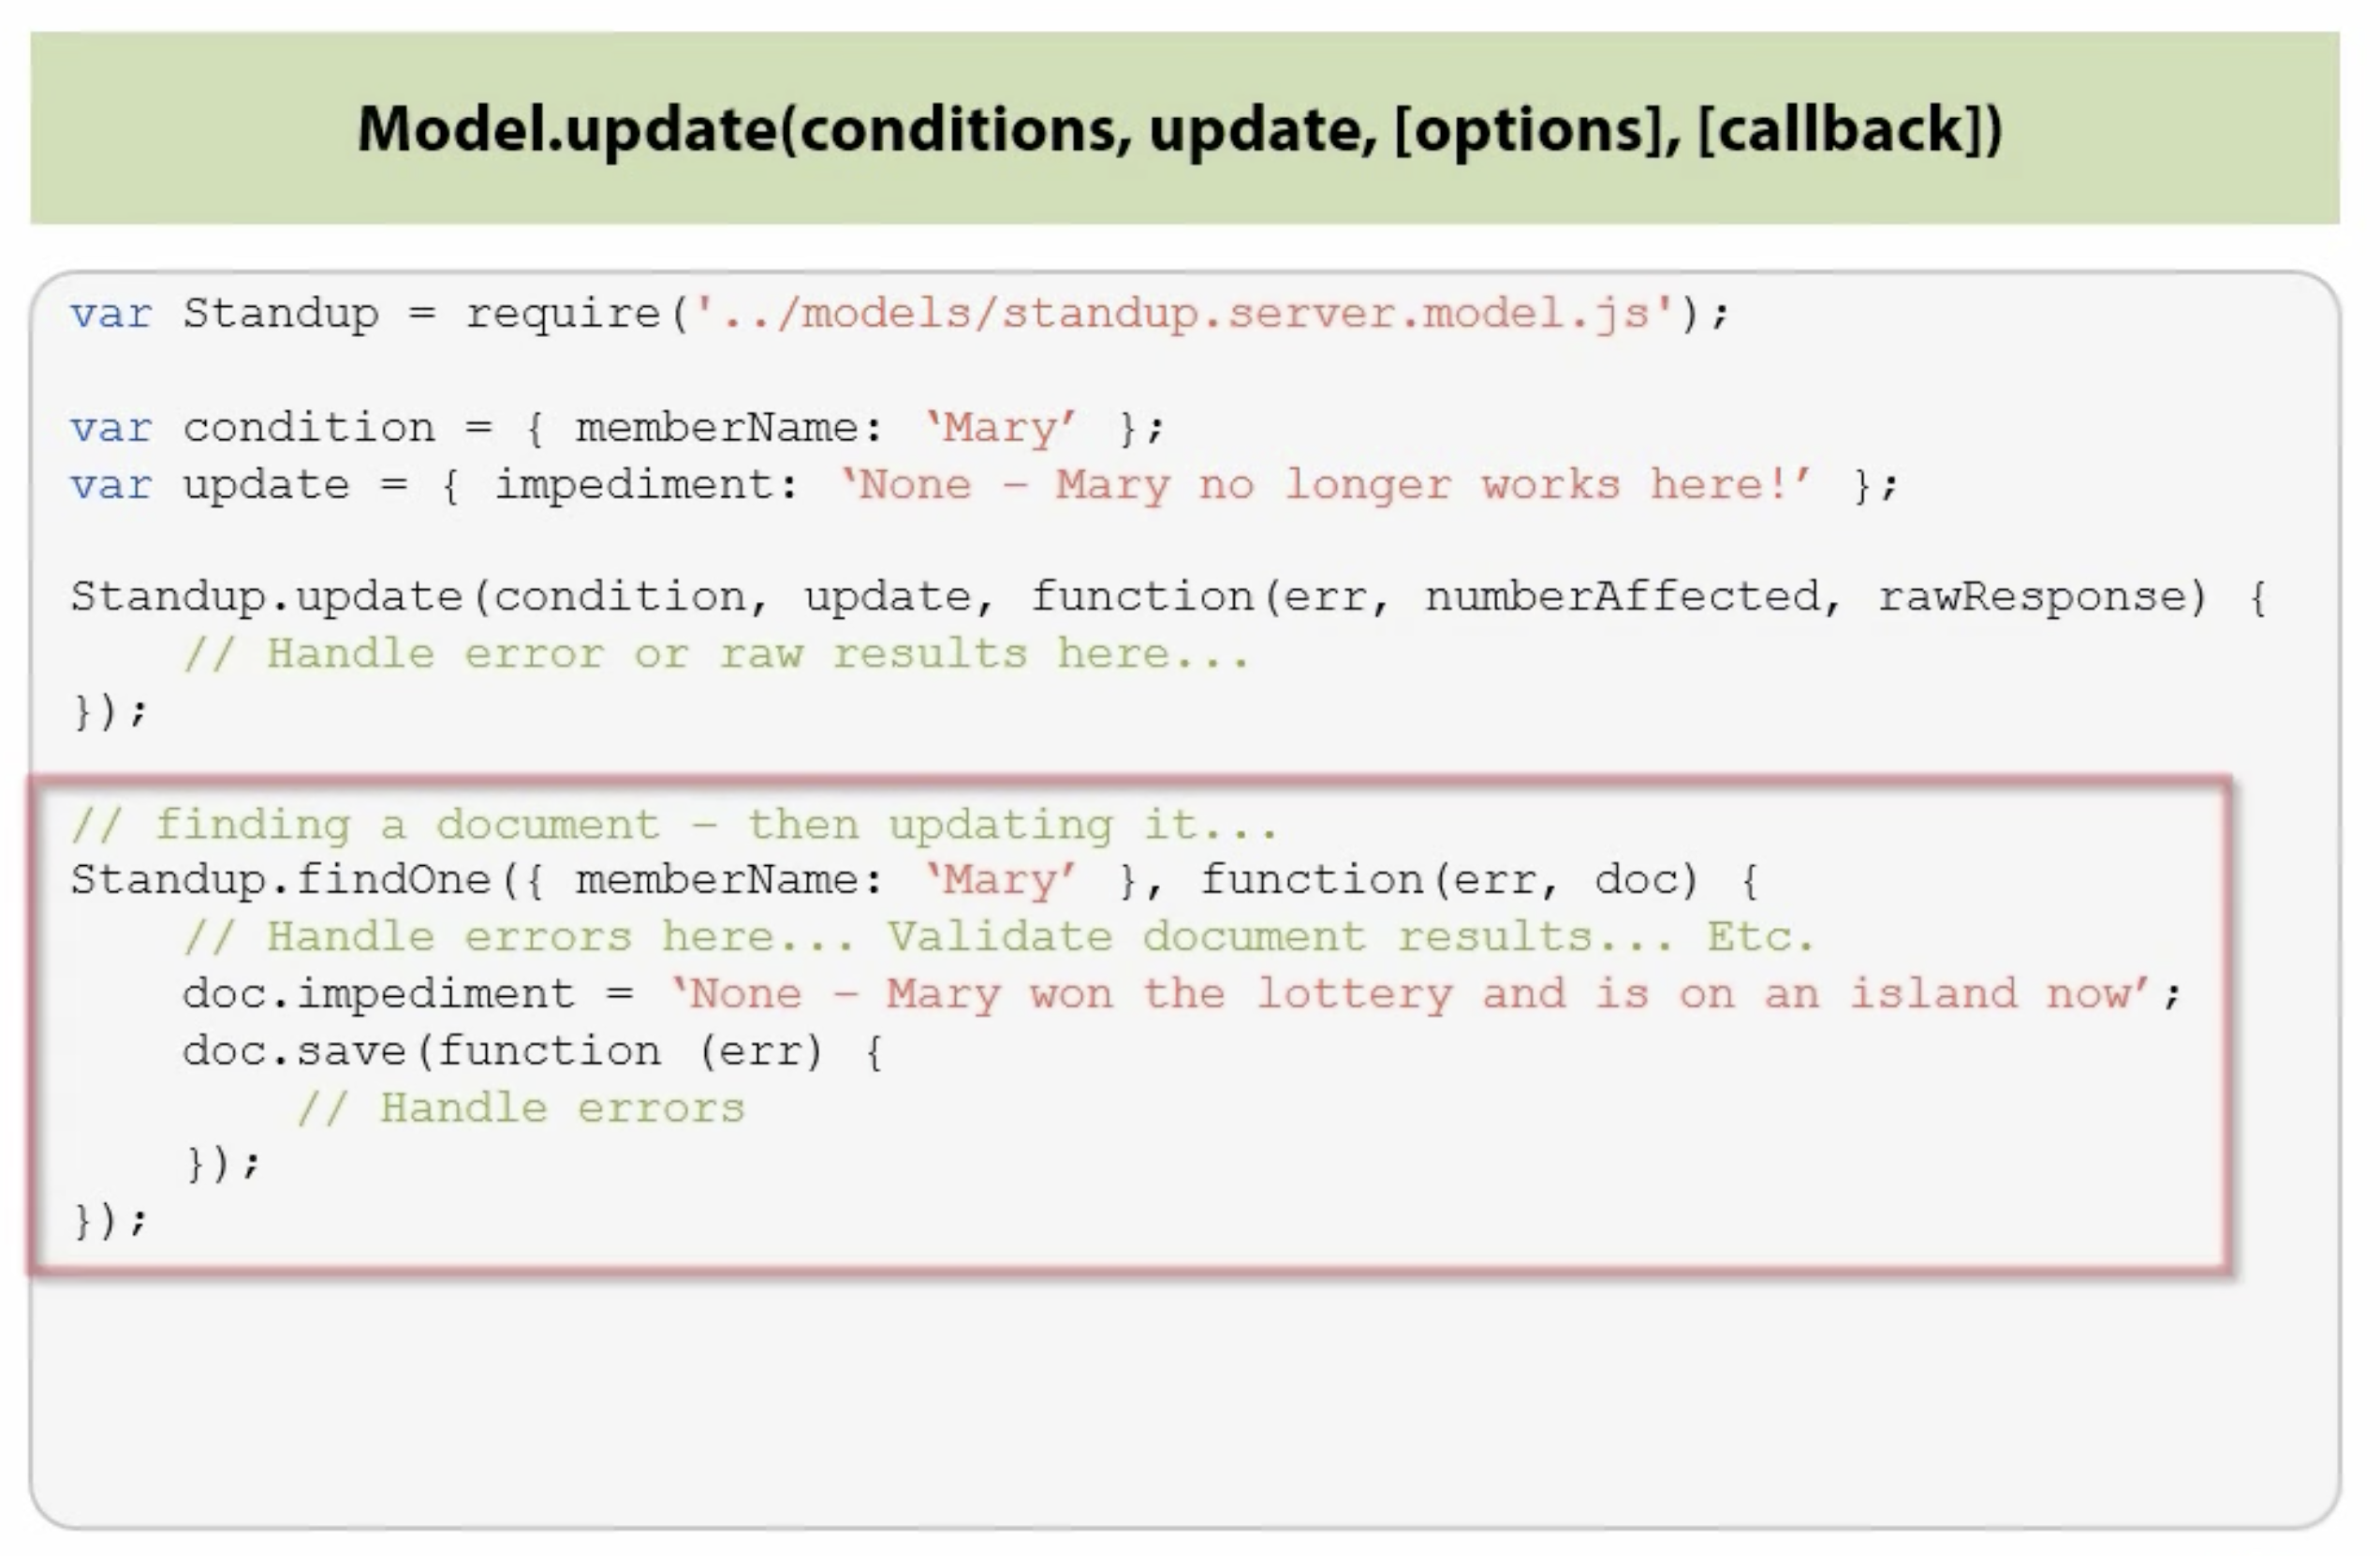 Model.update(conditions, update, [options], [callback])
var Standup = require('../models/standup.server.model.js');
var condition = { memberName: ‘Mary’ };
var update = { impediment: ‘None – Mary no longer works here!’ };
Standup.update(condition, update, function(err, numberAffected, rawResponse) {
// Handle error or raw results here...
});
// finding a document – then updating it...
Standup.findOne({ memberName: ‘Mary’ }, function(err, doc) {
// Handle errors here... Validate document results... Etc.
doc.impediment = ‘None – Mary won the lottery and is on an island now’;
doc.save(function (err) {
// Handle errors
});
});